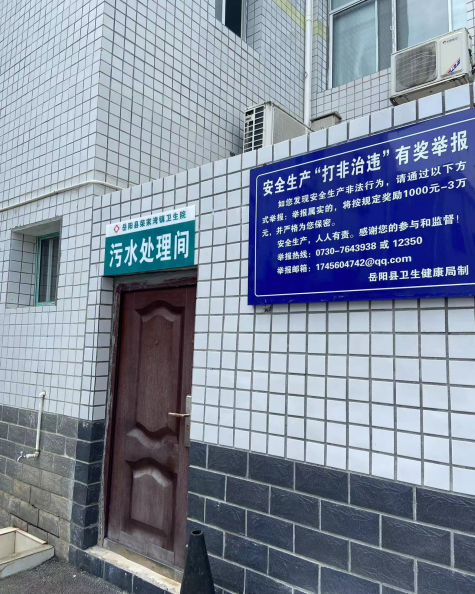 岳阳县柴家湾镇卫生院
污水处理间
安全生产“打非治违”有奖举报
如您发现安全生产非法行为，请通过以下方
式举报；举报属实的，将按规定奖励1000元-3万
元，并严格为您保密。
安全生产，人人有责。感谢您的参与和监督！
举报热线：0730-7643938 或 12350
举报邮箱：1745604742@qq.com
岳阳县卫生健康局制